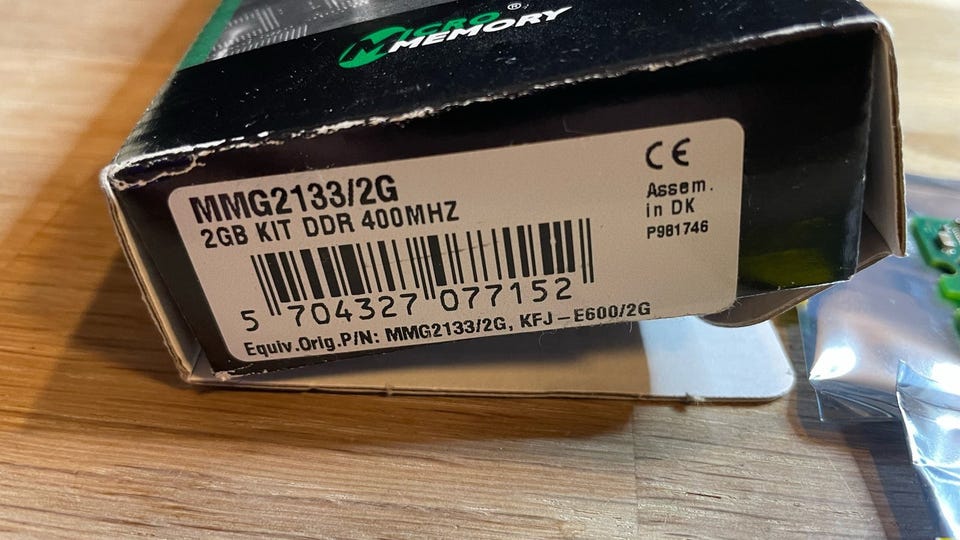 MICRO®
MEMORY
MMG2133/2G
2GB KIT DDR 400MHZ
5 704327 077152
Equiv.Orig.P/N: MMG2133/2G, KFJ-E600/2G
CE
Assem.
in DK
P981746